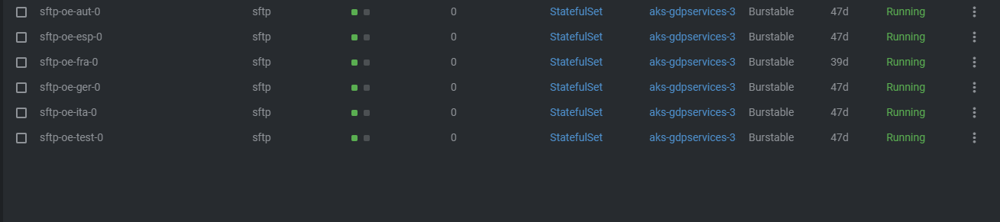 sftp-oe-aut-0 sftp 0 StatefulSet aks-gdpservices-3 Burstable 47d Running
sftp-oe-esp-0 sftp 0 StatefulSet aks-gdpservices-3 Burstable 47d Running
sftp-oe-fra-0 sftp 0 StatefulSet aks-gdpservices-3 Burstable 39d Running
sftp-oe-ger-0 sftp 0 StatefulSet aks-gdpservices-3 Burstable 47d Running
sftp-oe-ita-0 sftp 0 StatefulSet aks-gdpservices-3 Burstable 47d Running
sftp-oe-test-0 sftp 0 StatefulSet aks-gdpservices-3 Burstable 47d Running